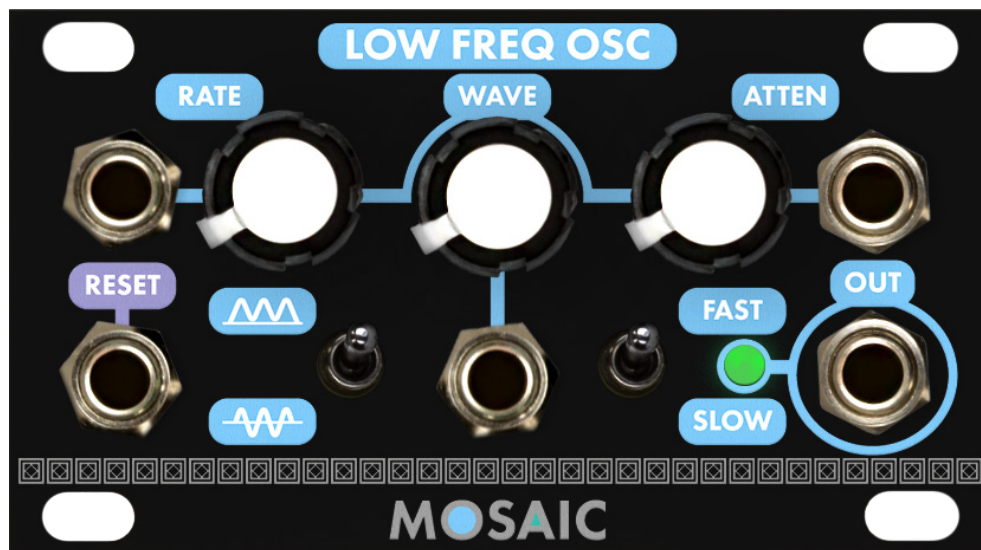 LOW FREQ OSC
RATE
WAVE
ATTEN
RESET
OUT
FAST
SLOW
MOSAIC